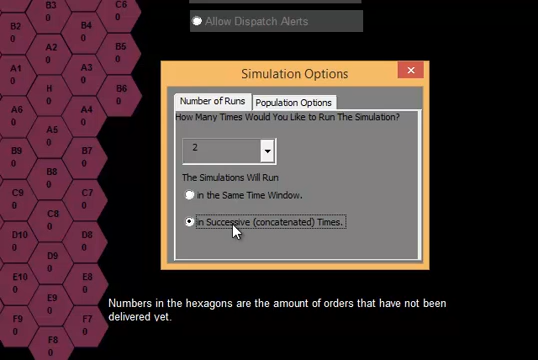 B3
0
C6
0
B2
0
B4
0
A2
0
B5
0
A1
0
A3
0
H
0
B6
0
A6
0
A4
0
A5
0
B9
0
B7
0
B8
0
C9
0
C7
0
C8
0
D10
0
D8
0
D9
0
E10
0
E8
0
E9
0
F9
0
F7
0
F8
0
Allow Dispatch Alerts
Simulation Options
x
Number of Runs
Population Options
How Many Times Would You Like to Run The Simulation?
2
The Simulations Will Run
in the Same Time Window.
in Successive (concatenated) Times.
Numbers in the hexagons are the amount of orders that have not been
delivered yet.